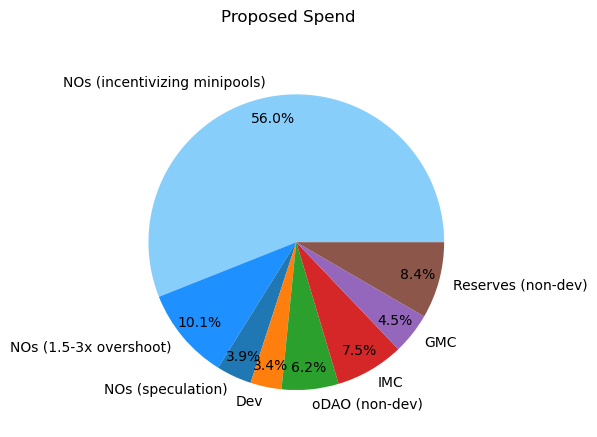 Proposed Spend
NOs (incentivizing minipools)
56.0%
NOs (1.5-3x overshoot)
10.1%
NOs (speculation)
3.9%
Dev
3.4%
oDAO (non-dev)
6.2%
IMC
7.5%
GMC
4.5%
Reserves (non-dev)
8.4%